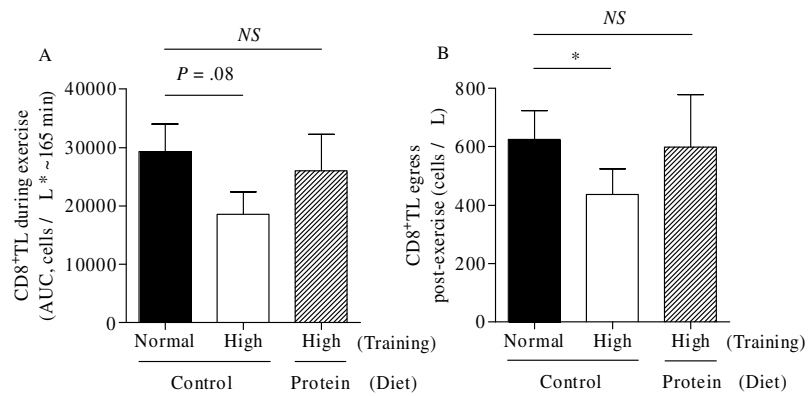 A
NS
P = .08
CD8+TL during exercise
(AUC, cells / L * ~165 min)
40000
30000
20000
10000
0
Normal High High (Training)
Control Protein (Diet)
B
NS
*
CD8+TL egress
post-exercise (cells / L)
800
600
400
200
0
Normal High High (Training)
Control Protein (Diet)